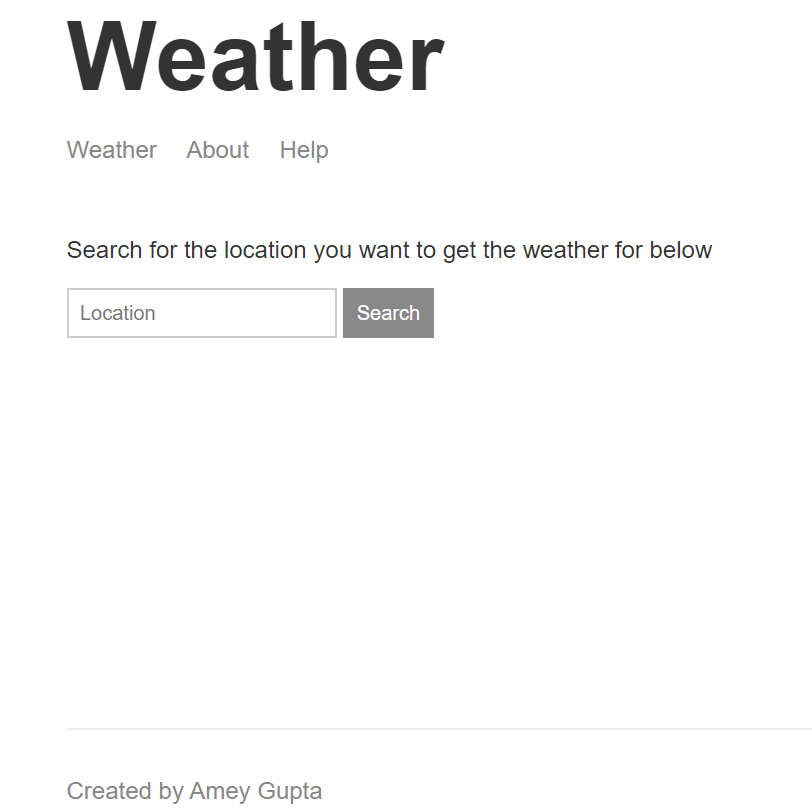 Weather
Weather About Help
Search for the location you want to get the weather for below
Location Search
Created by Amey Gupta